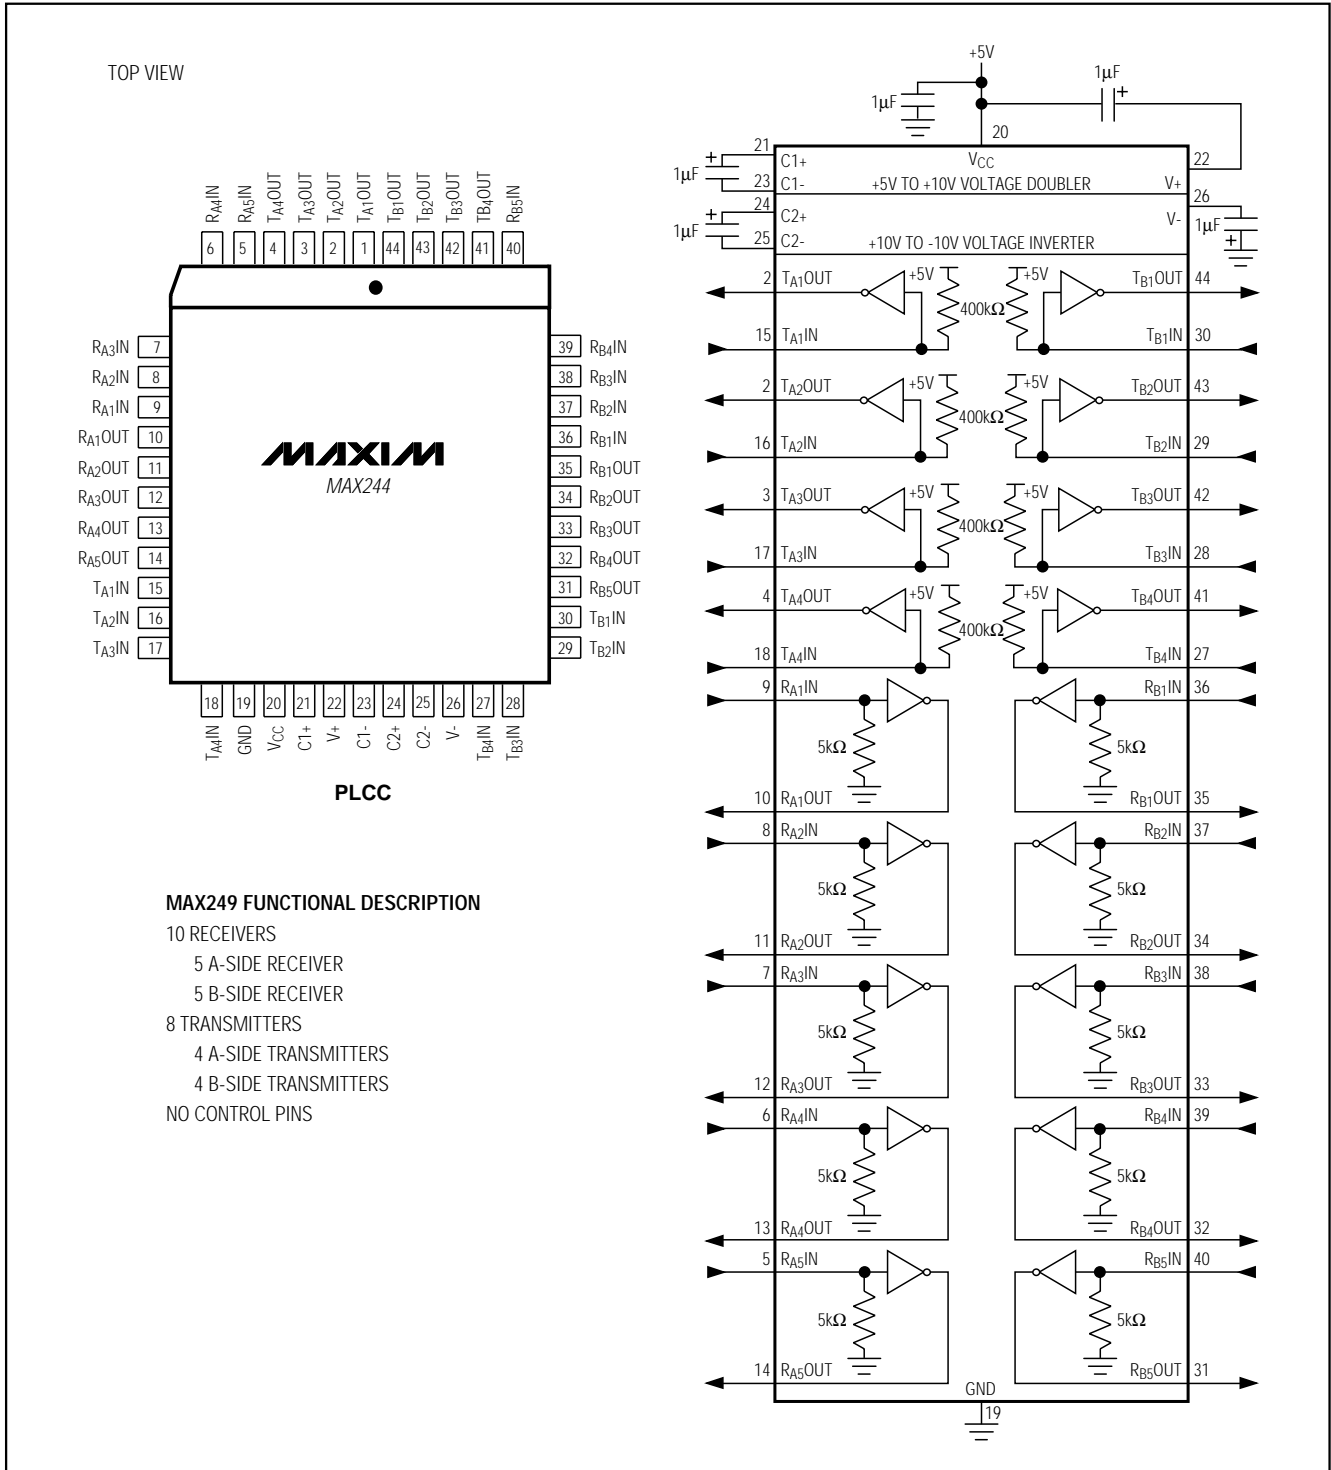 TOP VIEW
RA4IN
RA5IN
TA4OUT
TA3OUT
TA2OUT
TA1OUT
TB1OUT
TB2OUT
TB3OUT
TB4OUT
RB5IN
6 5 4 3 2 1 44 43 42 41 40
RA3IN 7
RA2IN 8
RA1IN 9
RA1OUT 10
RA2OUT 11
RA3OUT 12
RA4OUT 13
RA5OUT 14
TA1IN 15
TA2IN 16
TA3IN 17
MAXIM
MAX244
39 RB4IN
38 RB3IN
37 RB2IN
36 RB1IN
35 RB1OUT
34 RB2OUT
33 RB3OUT
32 RB4OUT
31 RB5OUT
30 TB1IN
29 TB2IN
18 19 20 21 22 23 24 25 26 27 28
TA4IN
GND
VCC
C1+
V+
C1-
C2+
C2-
V-
TB4IN
TB3IN
PLCC
MAX249 FUNCTIONAL DESCRIPTION
10 RECEIVERS
5 A-SIDE RECEIVER
5 B-SIDE RECEIVER
8 TRANSMITTERS
4 A-SIDE TRANSMITTERS
4 B-SIDE TRANSMITTERS
NO CONTROL PINS
+5V
1µF
1µF +
20
21 C1+ VCC 22
+ 1µF
23 C1- +5V TO +10V VOLTAGE DOUBLER V+
26
24 C2+ V-
+ 1µF
1µF +
25 C2- +10V TO -10V VOLTAGE INVERTER
2 TA1OUT +5V +5V TB1OUT 44
400kΩ
15 TA1IN TB1IN 30
2 TA2OUT +5V +5V TB2OUT 43
400kΩ
16 TA2IN TB2IN 29
3 TA3OUT +5V +5V TB3OUT 42
400kΩ
17 TA3IN TB3IN 28
4 TA4OUT +5V +5V TB4OUT 41
400kΩ
18 TA4IN TB4IN 27
9 RA1IN RB1IN 36
5kΩ 5kΩ
10 RA1OUT RB1OUT 35
8 RA2IN RB2IN 37
5kΩ 5kΩ
11 RA2OUT RB2OUT 34
7 RA3IN RB3IN 38
5kΩ 5kΩ
12 RA3OUT RB3OUT 33
6 RA4IN RB4IN 39
5kΩ 5kΩ
13 RA4OUT RB4OUT 32
5 RA5IN RB5IN 40
5kΩ 5kΩ
14 RA5OUT RB5OUT 31
GND
19